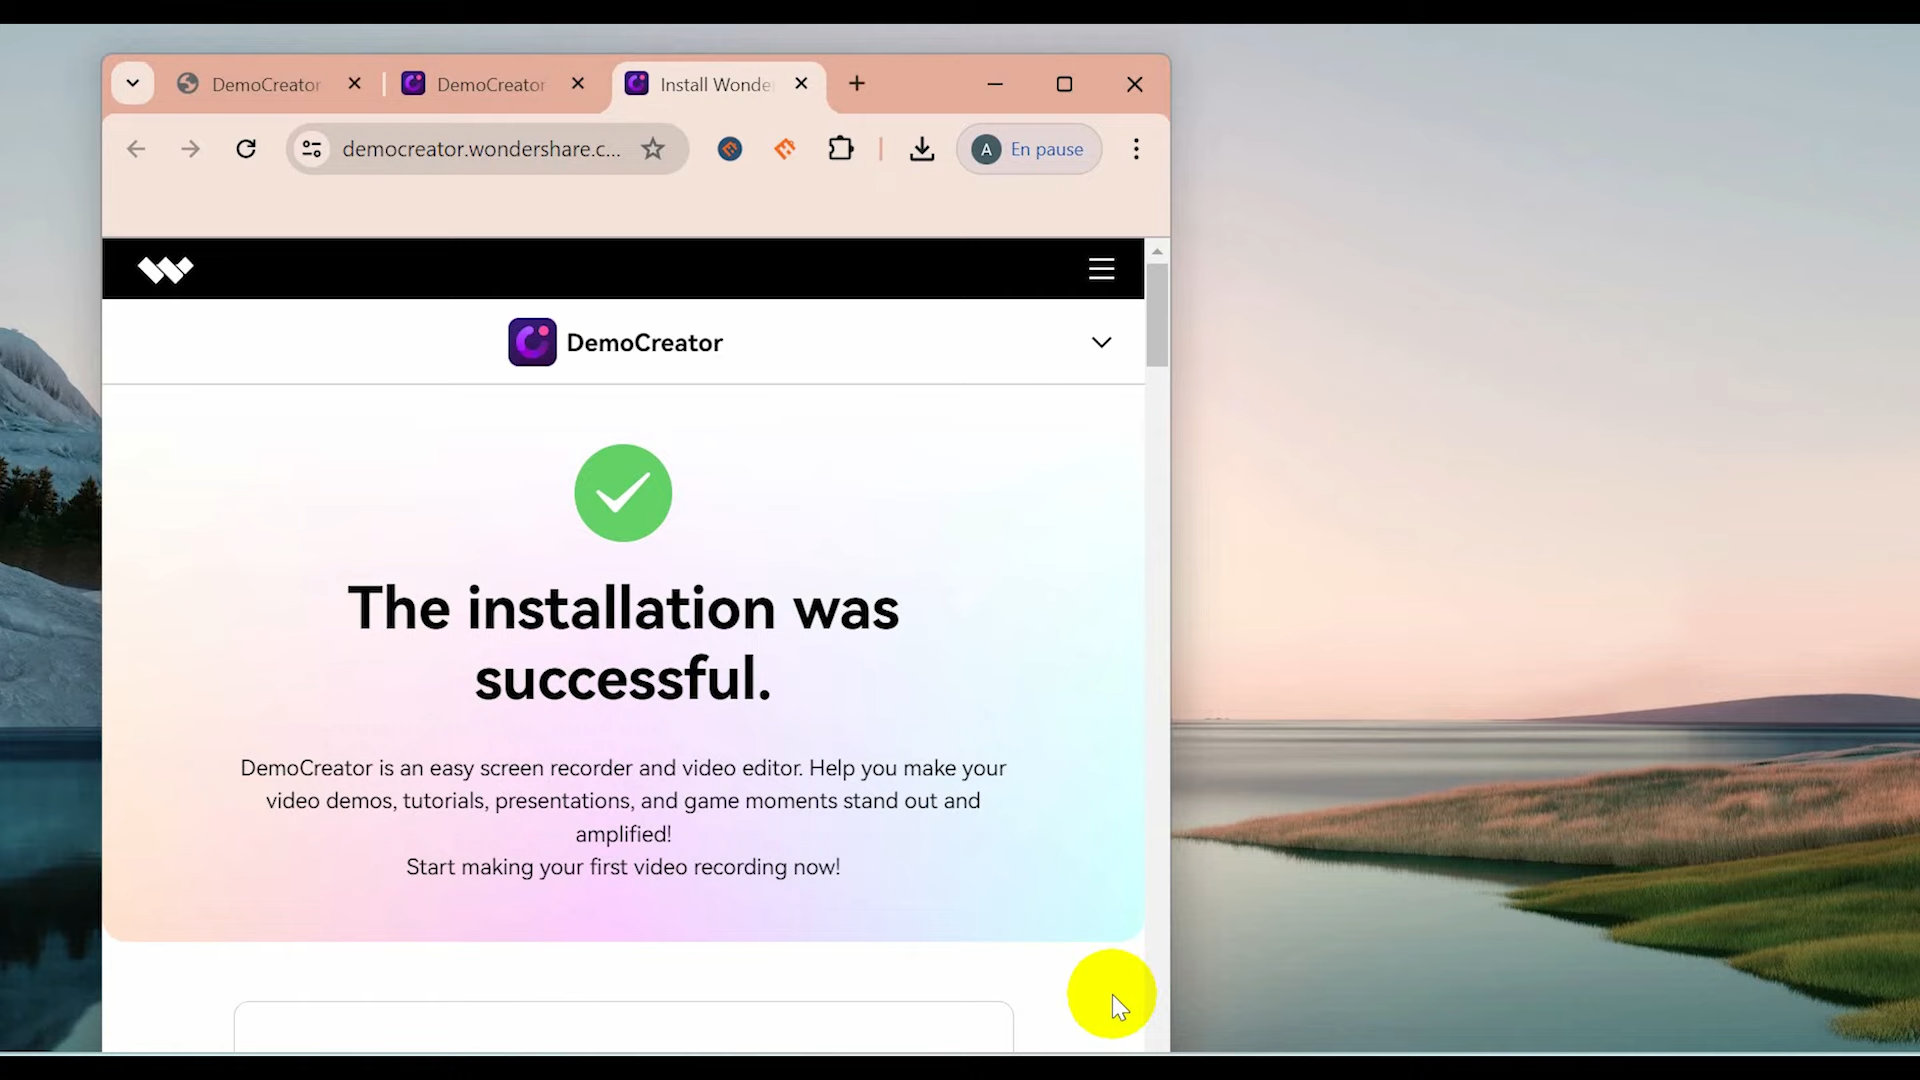 DemoCreator
DemoCreator
Install Wonde
democreator.wondershare.c...
A
En pause
DemoCreator
The installation was
successful.
DemoCreator is an easy screen recorder and video editor. Help you make your
video demos, tutorials, presentations, and game moments stand out and
amplified!
Start making your first video recording now!